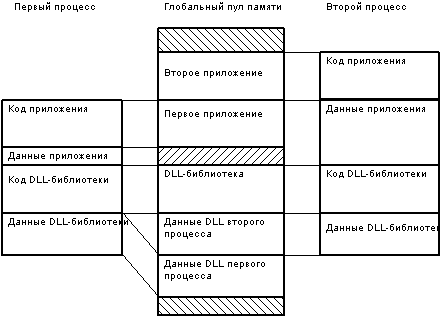 Первый процесс
Глобальный пул памяти
Второй процесс
Код приложения
Данные приложения
Код DLL-библиотеки
Данные DLL-библиотеки
Второе приложение
Первое приложение
DLL-библиотека
Данные DLL второго
процесса
Данные DLL первого
процесса
Код приложения
Данные приложения
Код DLL-библиотеки
Данные DLL-библиотек